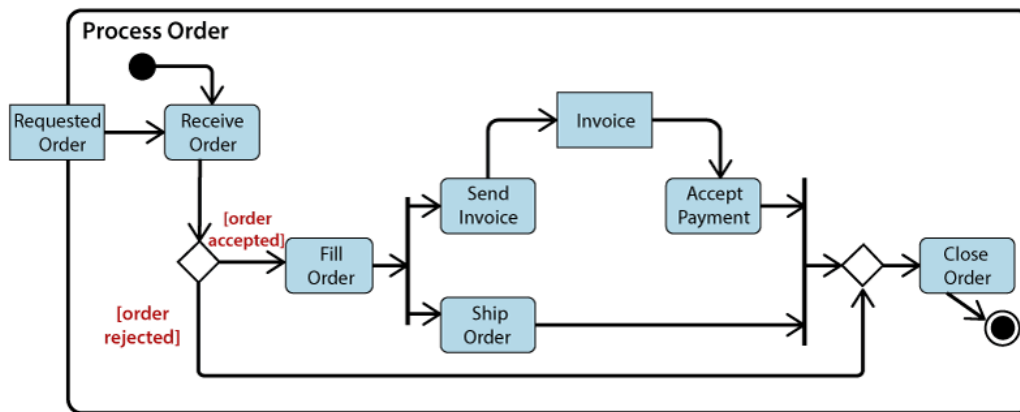 Process Order
Requested
Order
Receive
Order
Invoice
Send
Invoice
Accept
Payment
[order
accepted]
Fill
Order
Close
Order
[order
rejected]
Ship
Order